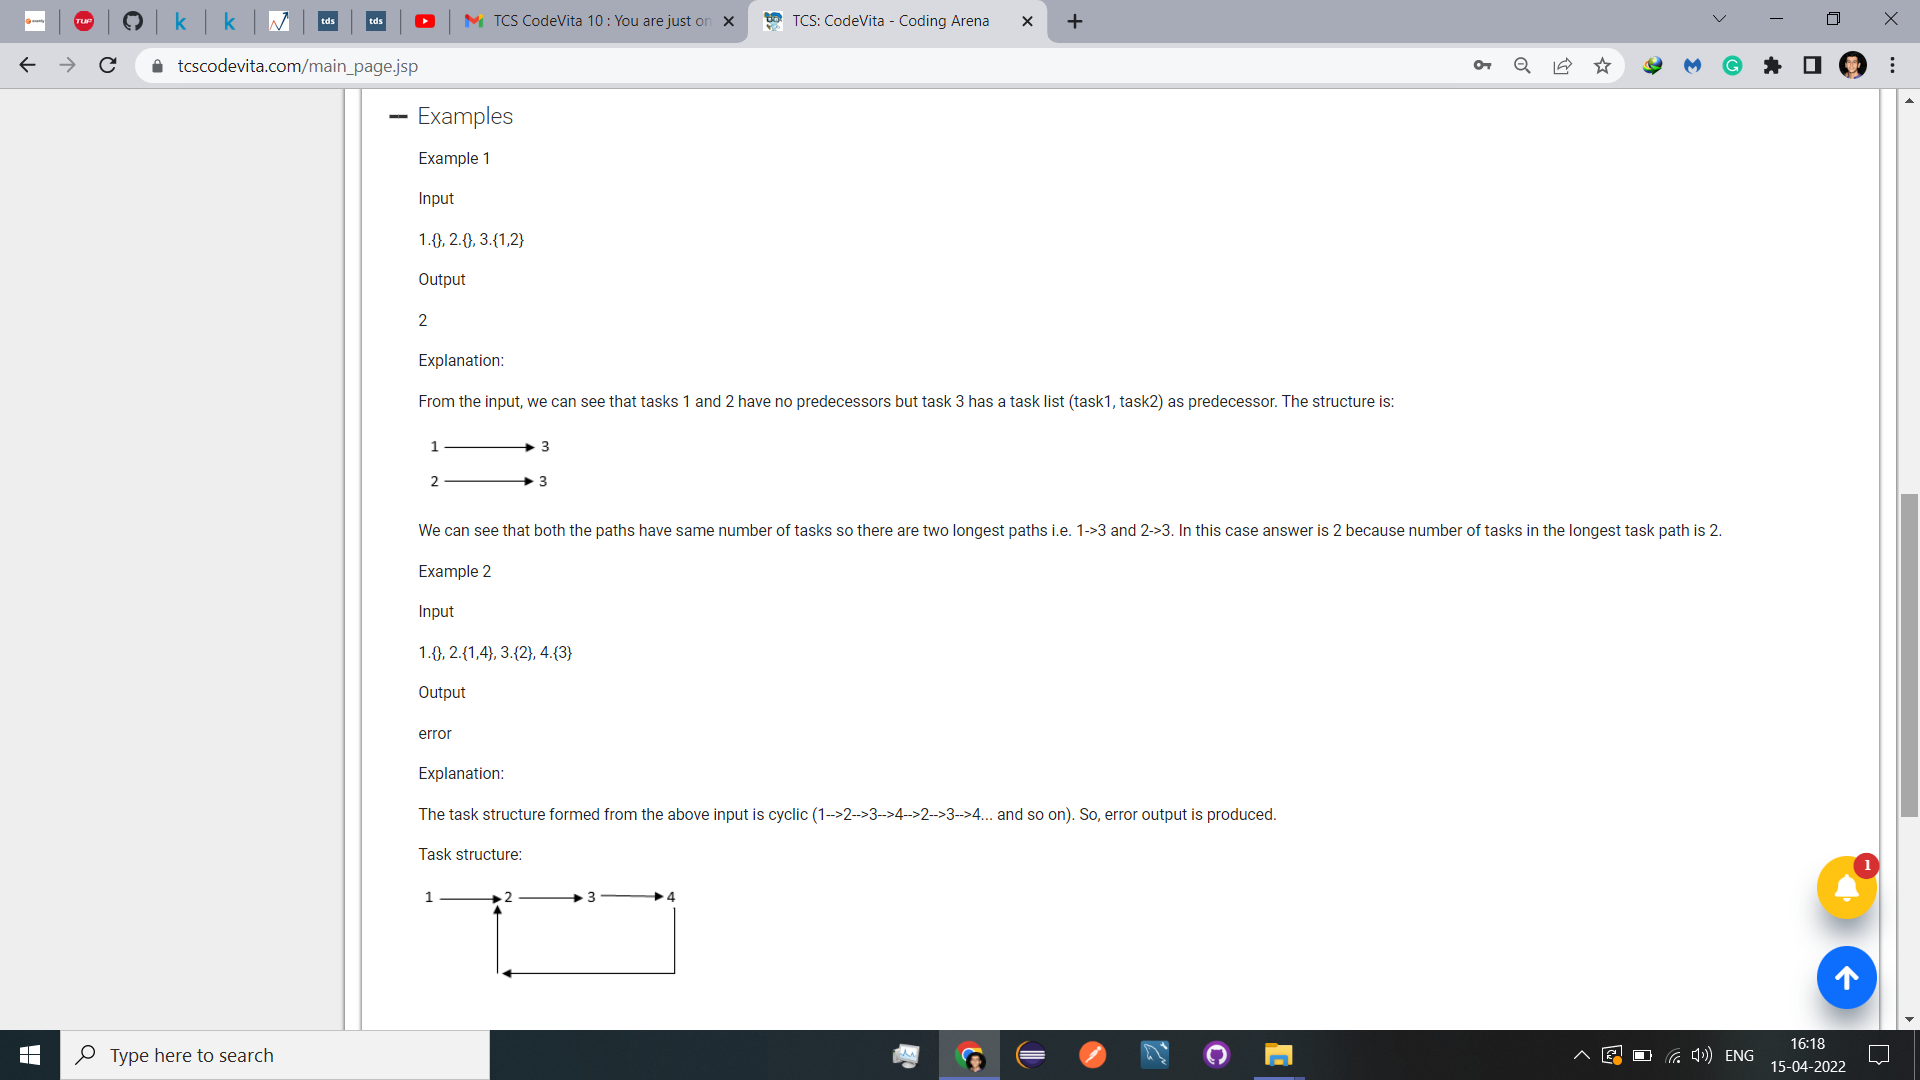 TUP
k
k
tds
tds
TCS CodeVita 10 : You are just on
TCS: CodeVita - Coding Arena
tcscodevita.com/main_page.jsp
G
Examples
Example 1
Input
1.{}, 2.{}, 3.{1,2}
Output
2
Explanation:
From the input, we can see that tasks 1 and 2 have no predecessors but task 3 has a task list (task1, task2) as predecessor. The structure is:
1 3
2 3
We can see that both the paths have same number of tasks so there are two longest paths i.e. 1->3 and 2->3. In this case answer is 2 because number of tasks in the longest task path is 2.
Example 2
Input
1.{}, 2.{1,4}, 3.{2}, 4.{3}
Output
error
Explanation:
The task structure formed from the above input is cyclic (1-->2-->3-->4-->2-->3-->4... and so on). So, error output is produced.
Task structure:
1
1 2 3 4
Type here to search
ENG
16:18
15-04-2022